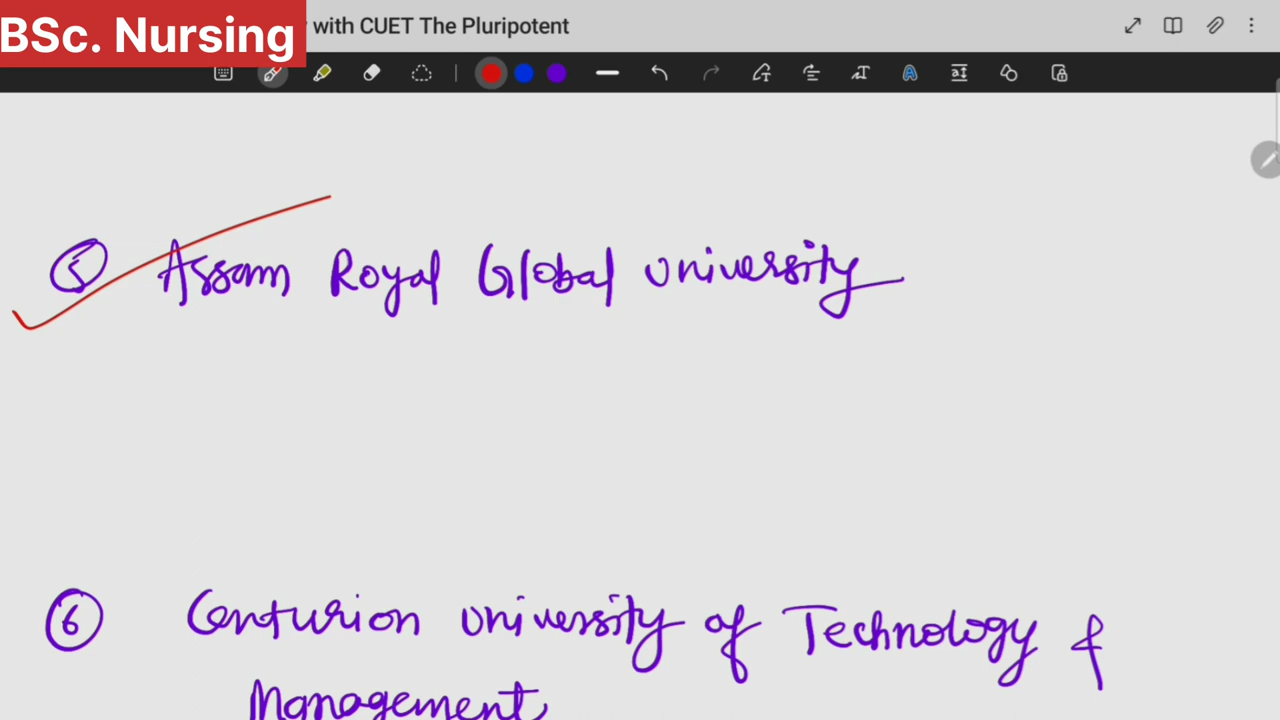 BSc. Nursing
with CUET The Pluripotent
5 Assam Royal Global University
6 Centurion University of Technology &
Management